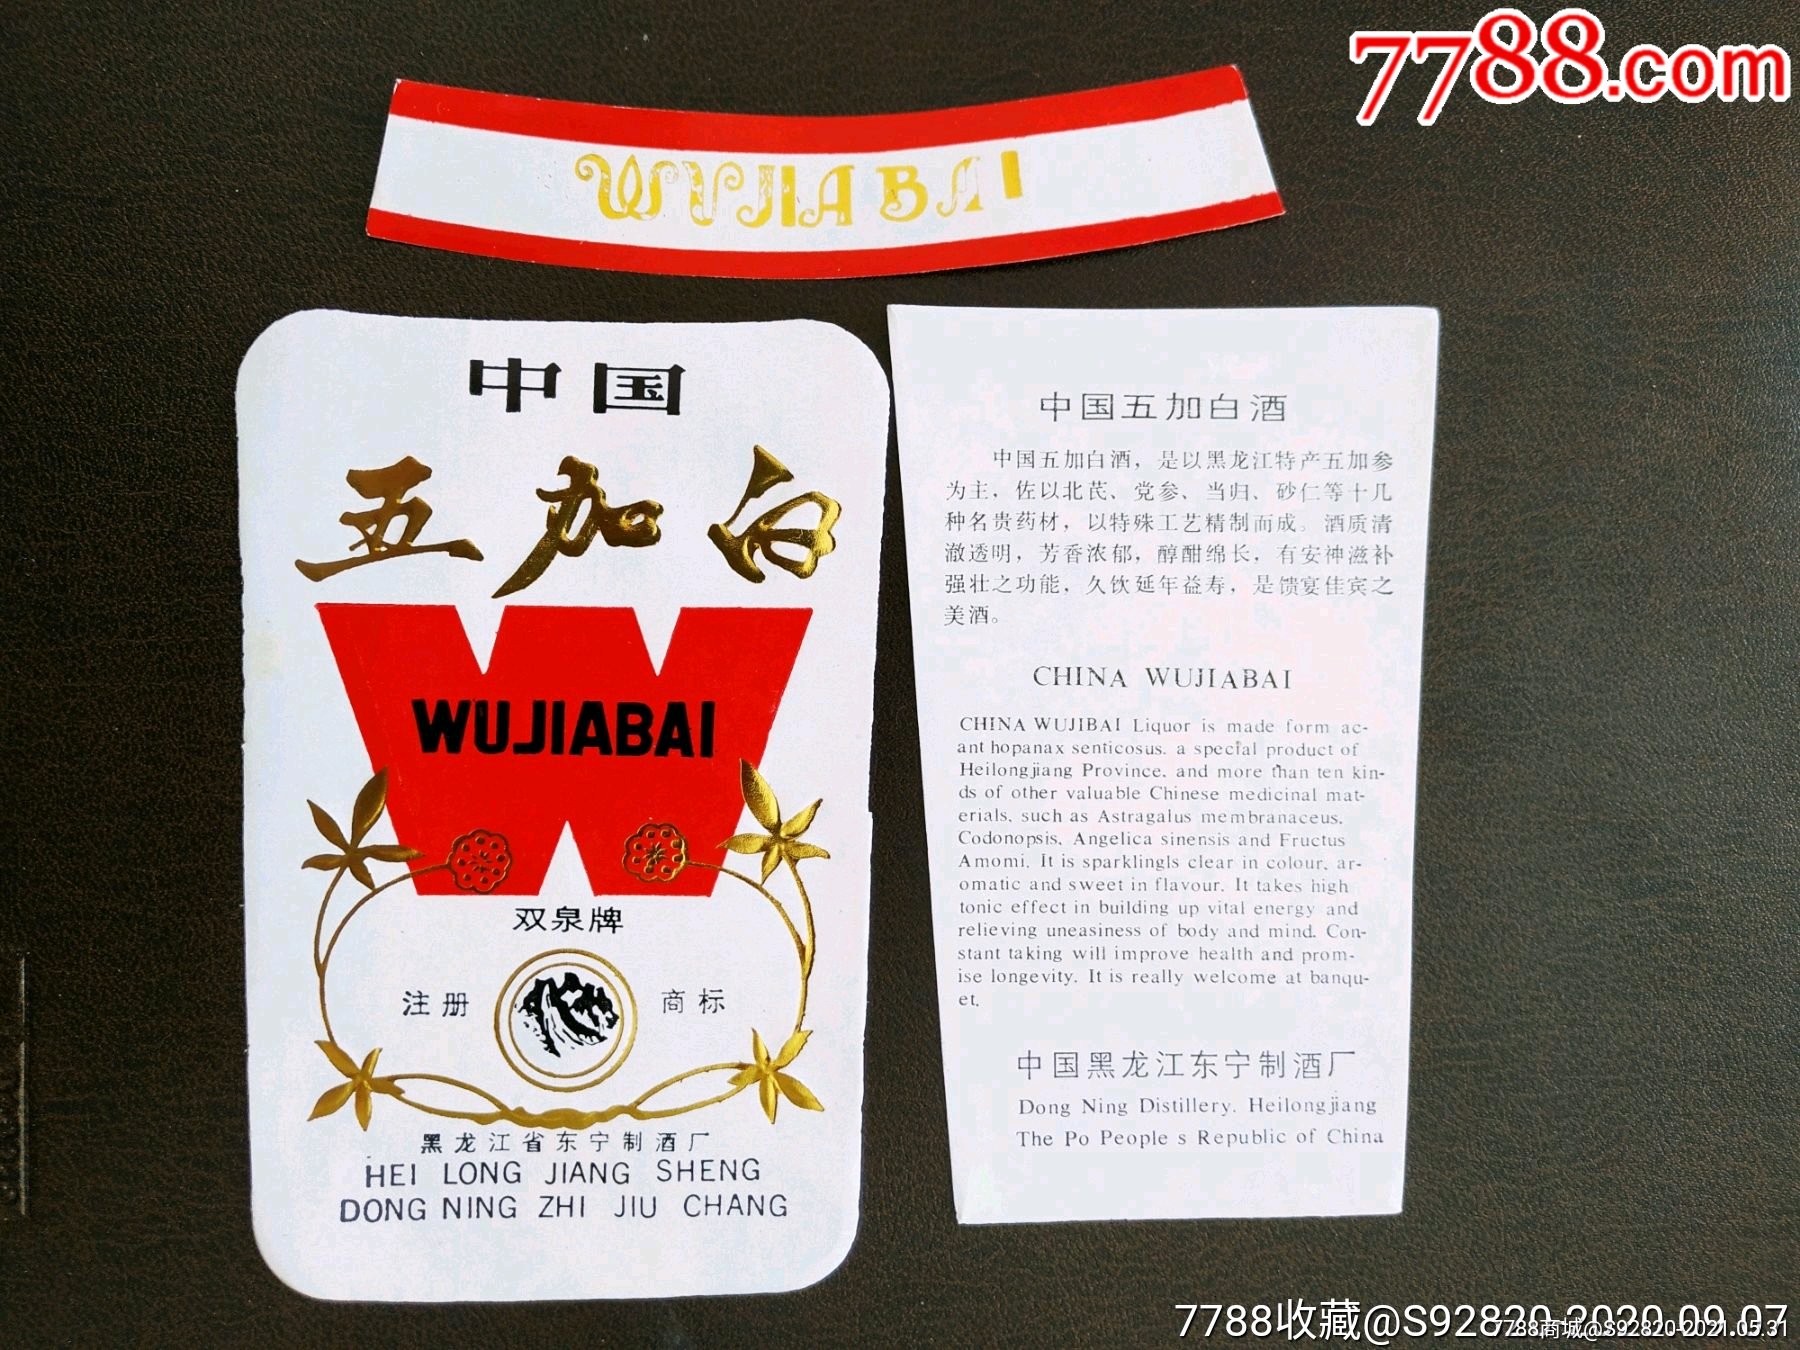 7788.com
WUJIABAI
中国
五加白
WUJIABAI
双泉牌
注册 商标
黑龙江省东宁制酒厂
HEI LONG JIANG SHENG
DONG NING ZHI JIU CHANG
中国五加白酒
中国五加白酒，是以黑龙江特产五加参
为主，佐以北芪、党参、当归、砂仁等十几
种名贵药材，以特殊工艺精制而成。酒质清
澈透明，芳香浓郁，醇酣绵长，有安神滋补
强壮之功能，久饮延年益寿，是馈宴佳宾之
美酒。
CHINA WUJIABAI
CHINA WUJIBAI Liquor is made form ac-
ant hopanax senticosus. a special product of
Heilongjiang Province. and more than ten kin-
ds of other valuable Chinese medicinal mat-
erials, such as Astragalus membranaceus,
Codonopsis, Angelica sinensis and Fructus
Amomi. It is sparklingls clear in colour, ar-
omatic and sweet in flavour. It takes high
tonic effect in building up vital energy and
relieving uneasiness of body and mind. Con-
stant taking will improve health and prom-
ise longevity. It is really welcome at banqu-
et.
中国黑龙江东宁制酒厂
Dong Ning Distillery. Heilongjiang
The Po People s Republic of China
7788收藏@S92820-2020.09.07
7788商城@S92820-2021.05.31